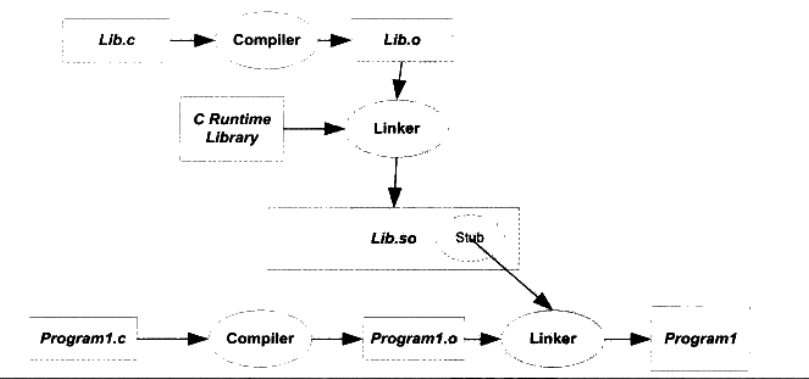 Lib.c
Compiler
Lib.o
C Runtime
Library
Linker
Lib.so
Stub
Program1.c
Compiler
Program1.o
Linker
Program1